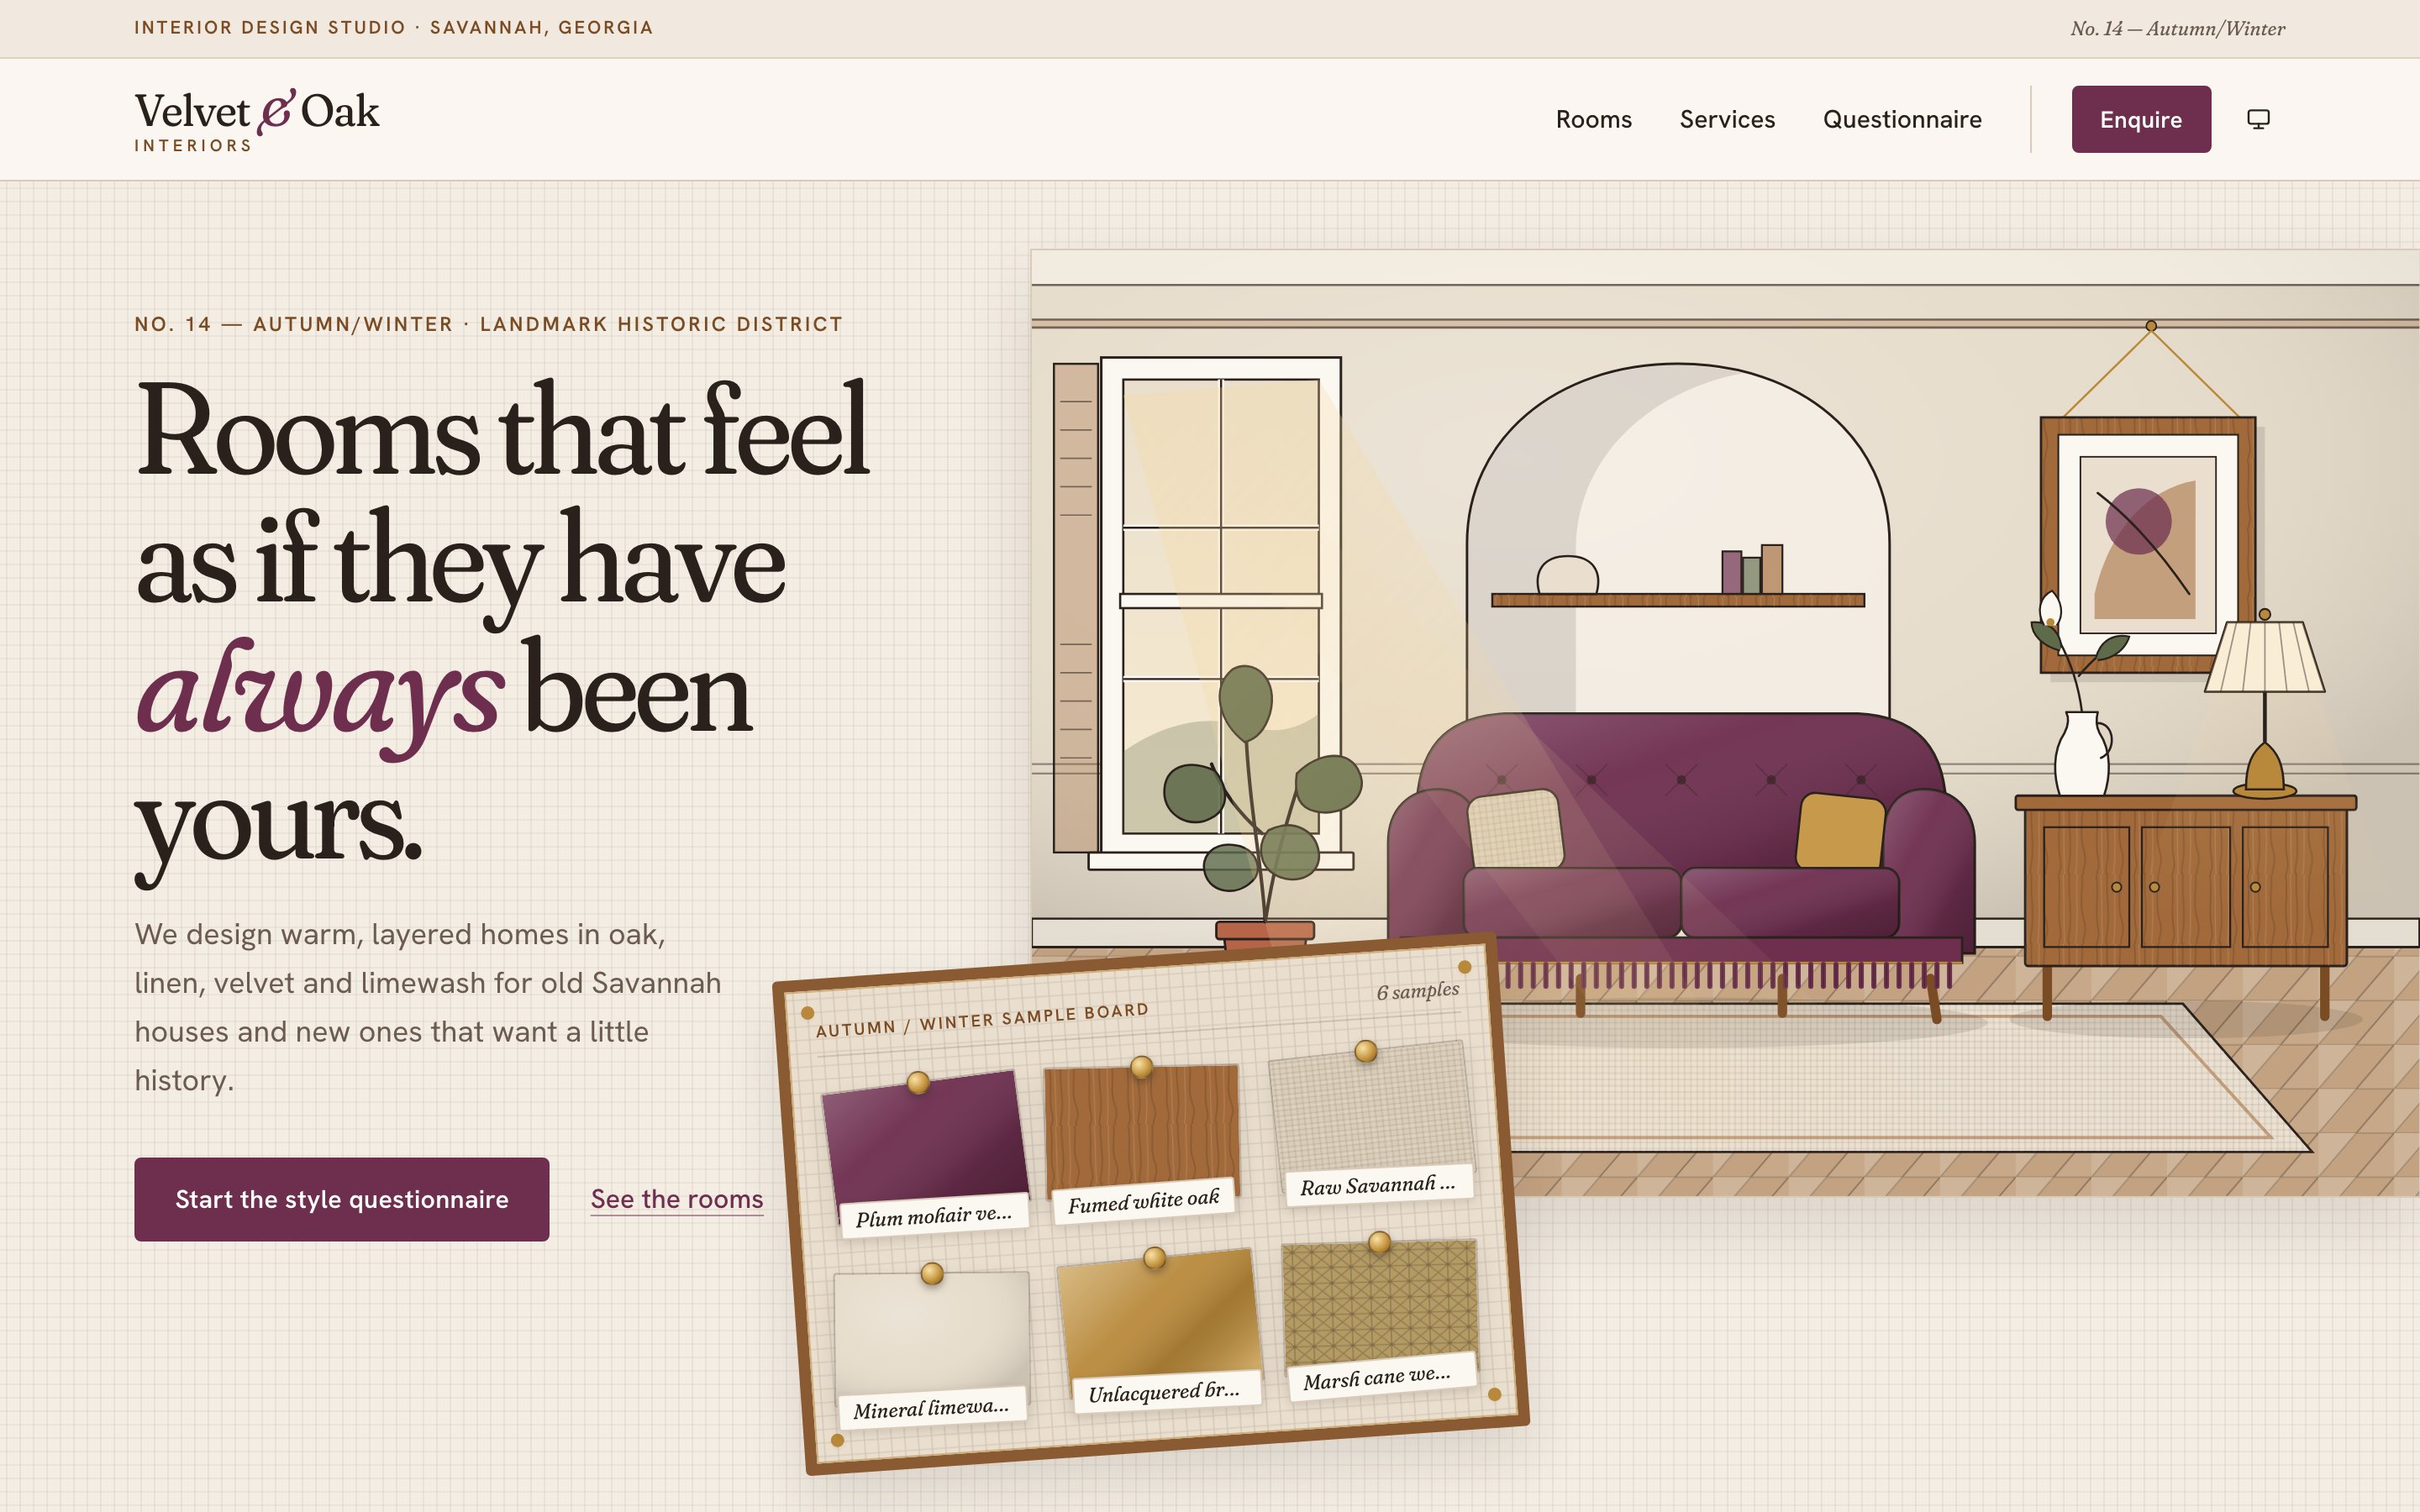 INTERIOR DESIGN STUDIO · SAVANNAH, GEORGIA
No. 14 — Autumn/Winter
Velvet & Oak
INTERIORS
Rooms
Services
Questionnaire
Enquire
NO. 14 — AUTUMN/WINTER · LANDMARK HISTORIC DISTRICT
Rooms that feel
as if they have
always been
yours.
We design warm, layered homes in oak,
linen, velvet and limewash for old Savannah
houses and new ones that want a little
history.
Start the style questionnaire
See the rooms
AUTUMN / WINTER SAMPLE BOARD
6 samples
Plum mohair ve...
Fumed white oak
Raw Savannah ...
Mineral limewa...
Unlacquered br...
Marsh cane we...